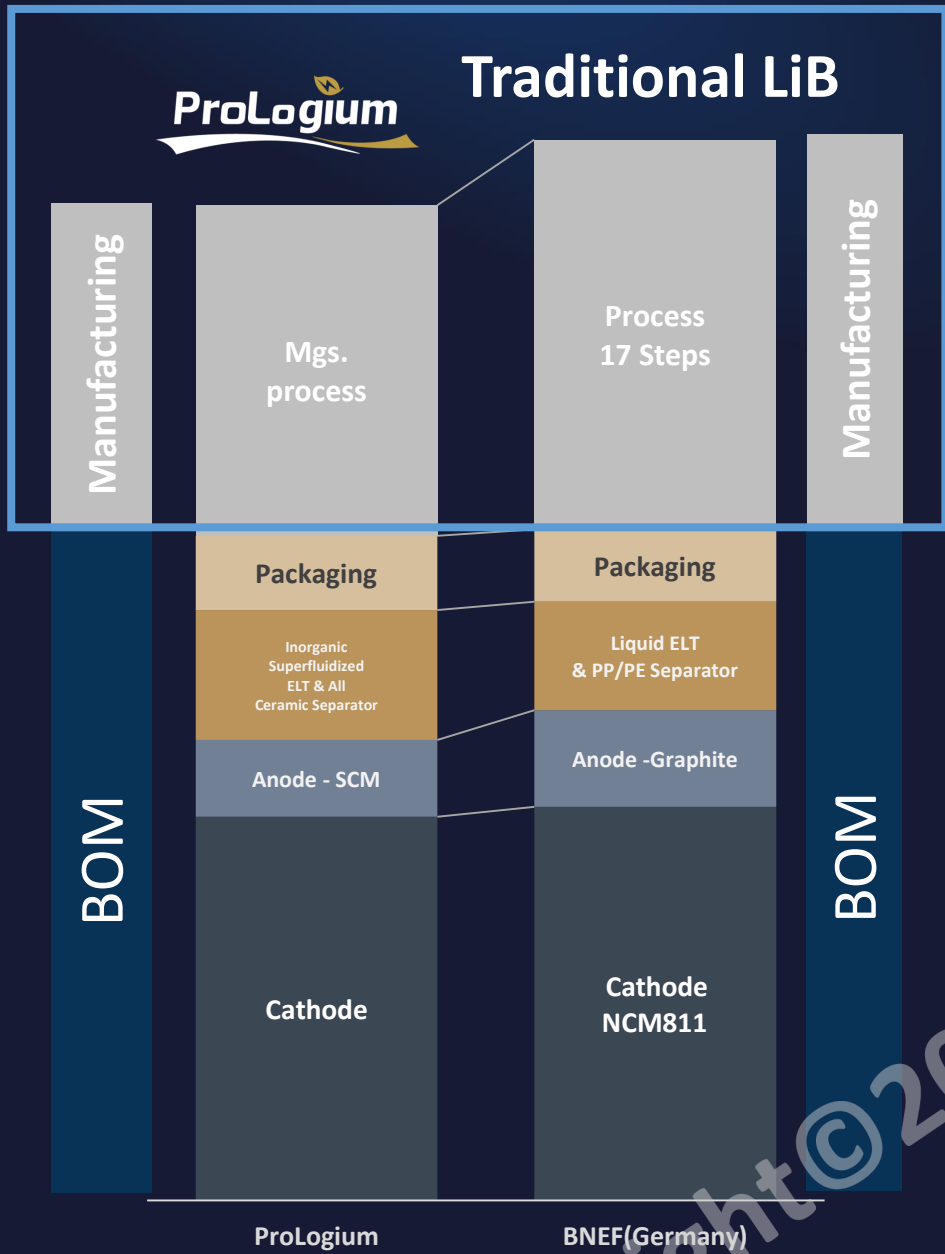 Traditional LiB
ProLogium
Manufacturing
Mgs.
process
Process
17 Steps
Manufacturing
Packaging
Packaging
Inorganic
Superfluidized
ELT & All
Ceramic Separator
Liquid ELT
& PP/PE Separator
Anode - SCM
Anode -Graphite
BOM
BOM
Cathode
Cathode
NCM811
ProLogium
BNEF(Germany)